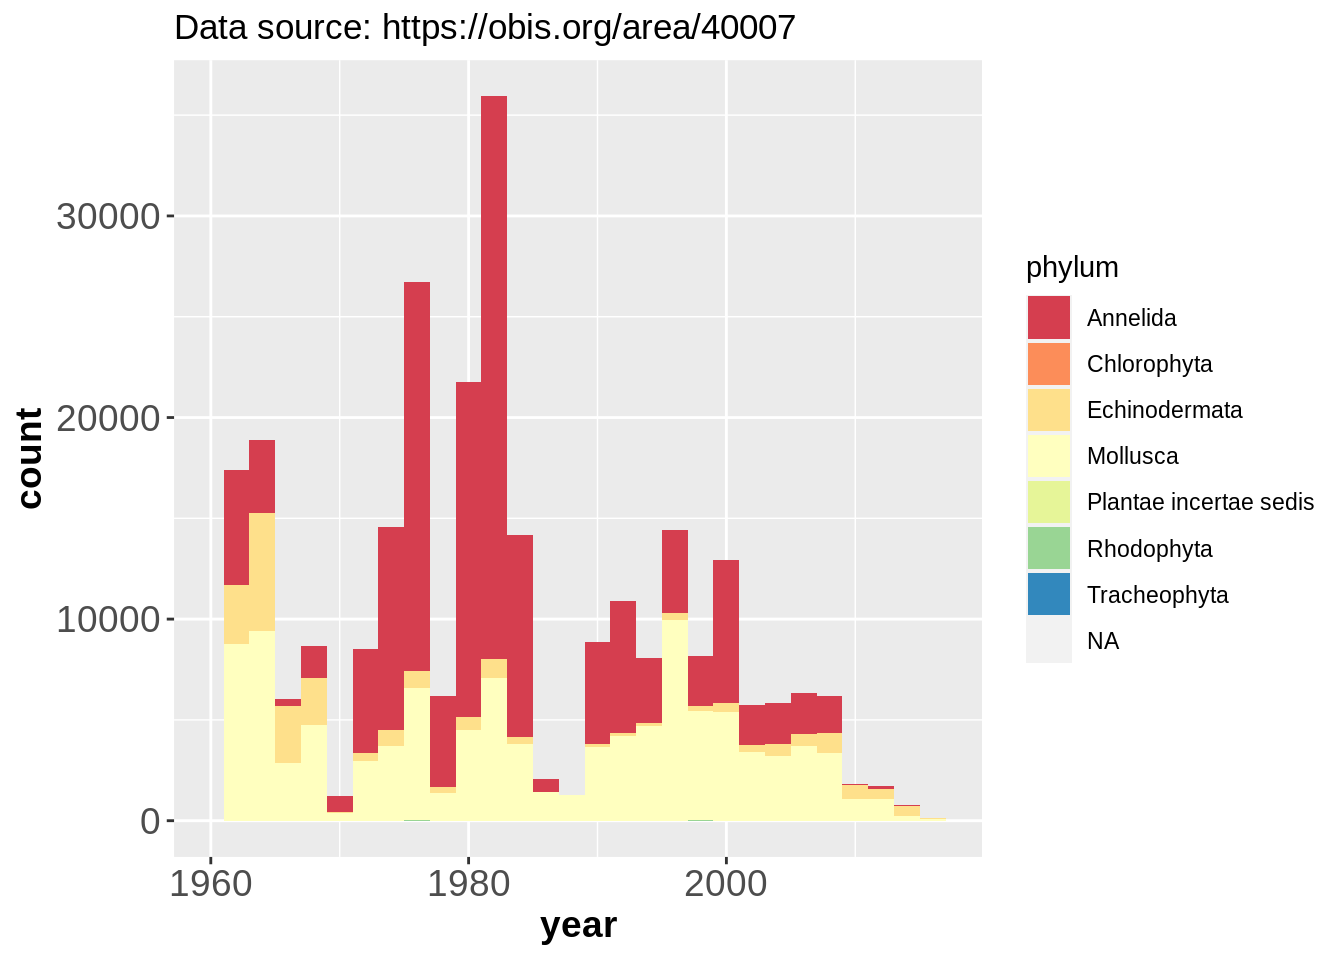 Data source: https://obis.org/area/40007
count
30000
20000
10000
0
1960
1980
2000
year
phylum
Annelida
Chlorophyta
Echinodermata
Mollusca
Plantae incertae sedis
Rhodophyta
Tracheophyta
NA